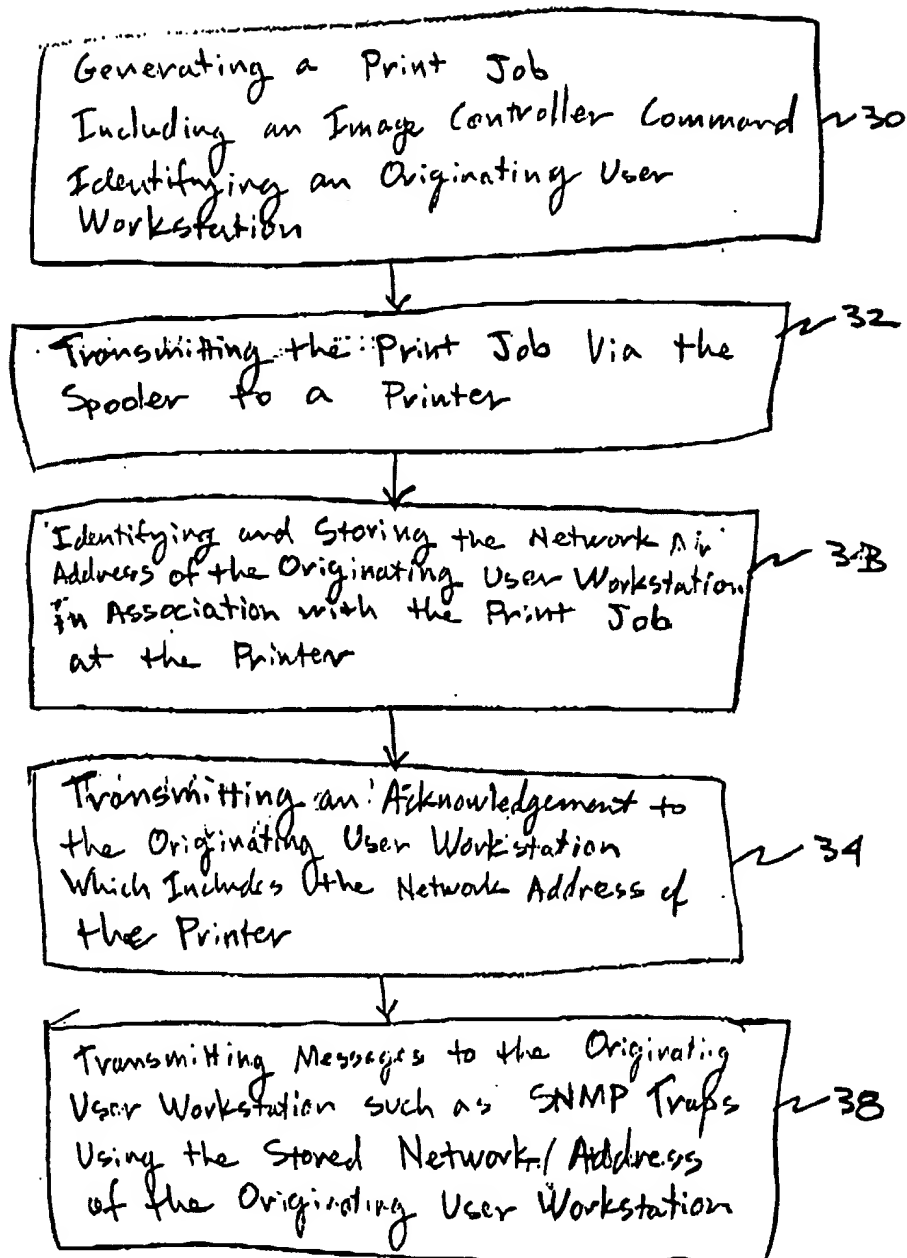 Generating a Print Job
Including an Image Controller Command
30
Identifying an Originating User
Workstation
32
Transmitting the Print Job Via the
Spooler to a Printer
Identifying and Storing the Network
Address of the Originating User Workstation
in Association with the Print Job
at the Printer
Transmitting an Acknowledgement to
the Originating User Workstation
34
Which Includes the Network Address of
the Printer
Transmitting Messages to the Originatig
User Workstation such as SNMP Traps
38
Using the Stored Network Address
of the Originating User Workstation